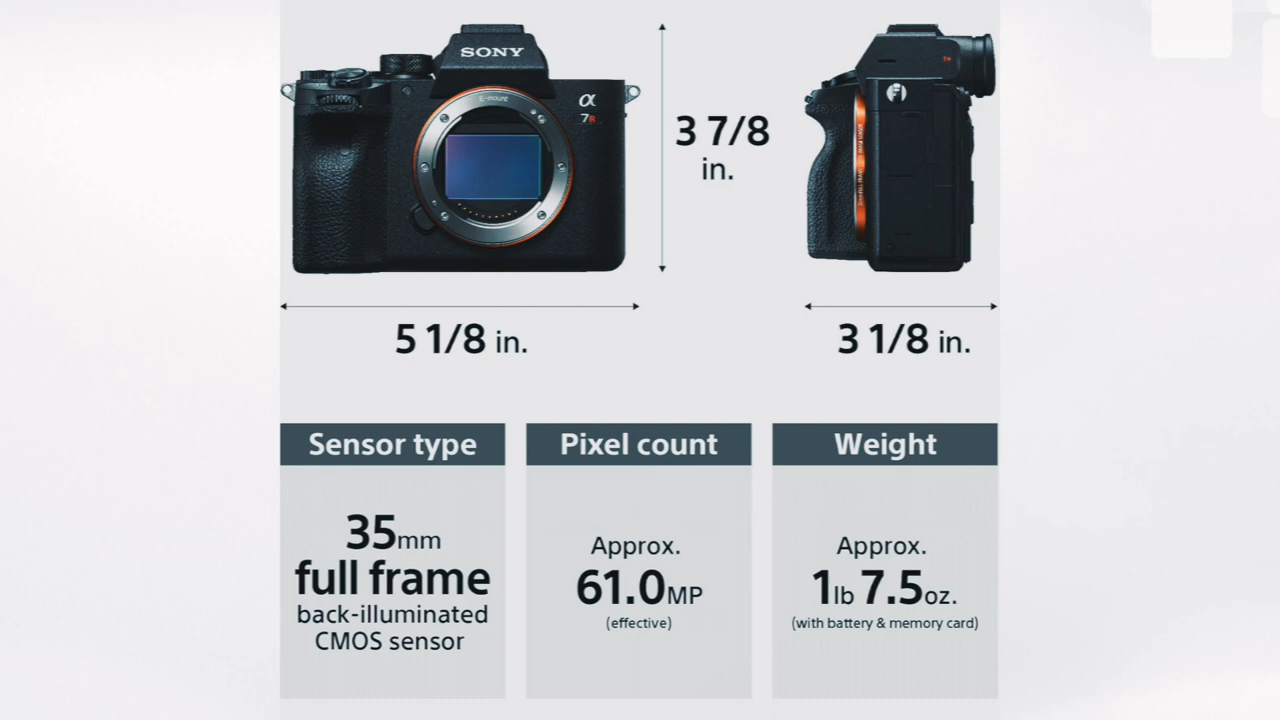 SONY
E-mount
α
7R
3 7/8
in.
5 1/8 in.
3 1/8 in.
Sensor type
Pixel count
Weight
35mm
full frame
back-illuminated
CMOS sensor
Approx.
61.0MP
(effective)
Approx.
1lb 7.5oz.
(with battery & memory card)